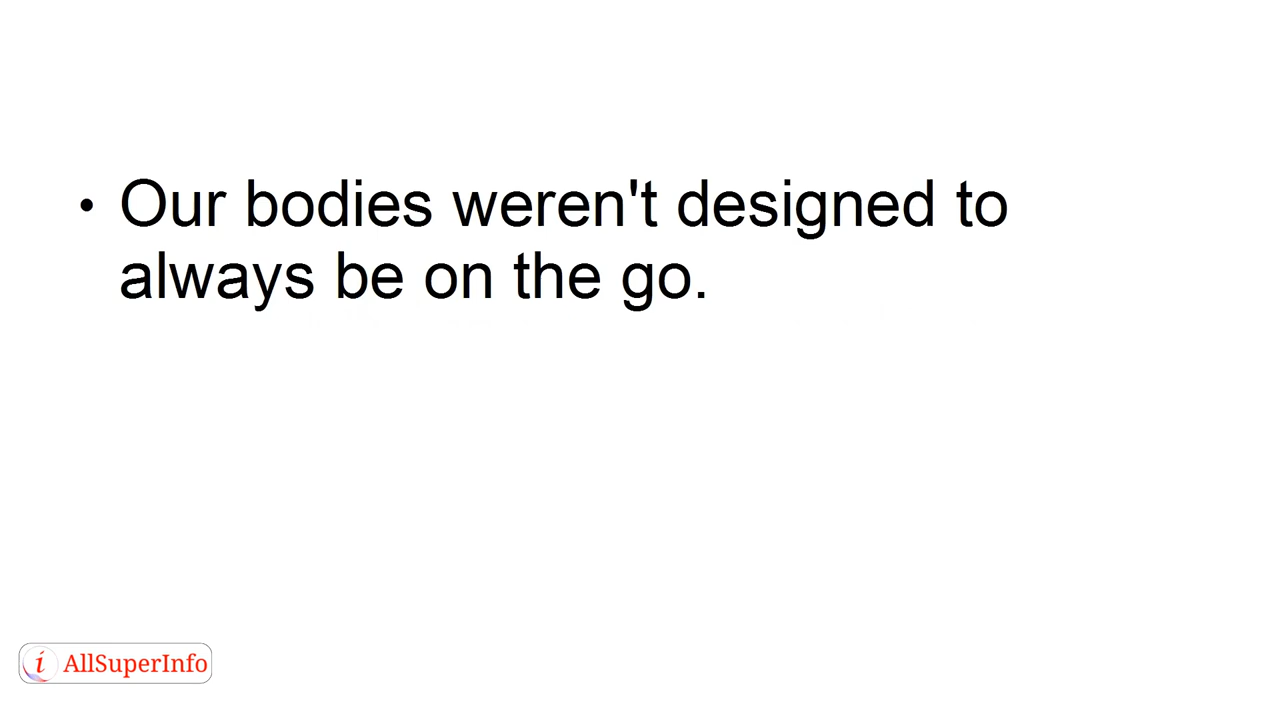 • Our bodies weren't designed to
always be on the go.
i AllSuperInfo